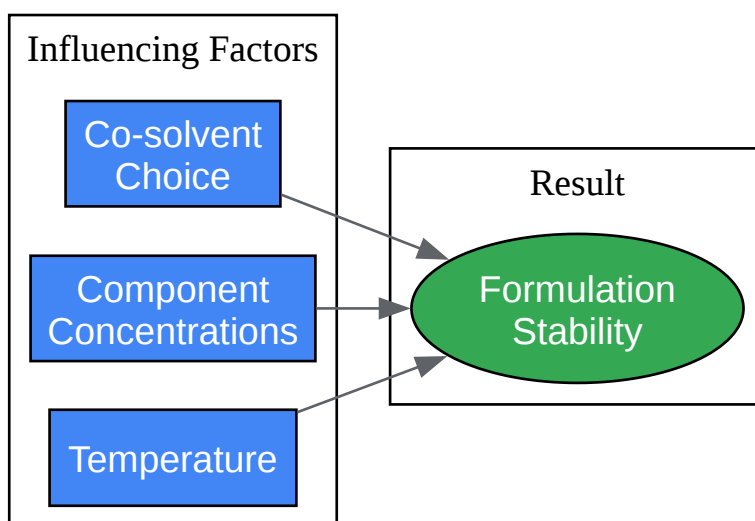 Influencing Factors
Co-solvent
Choice
Component
Concentrations
Temperature
Result
Formulation
Stability